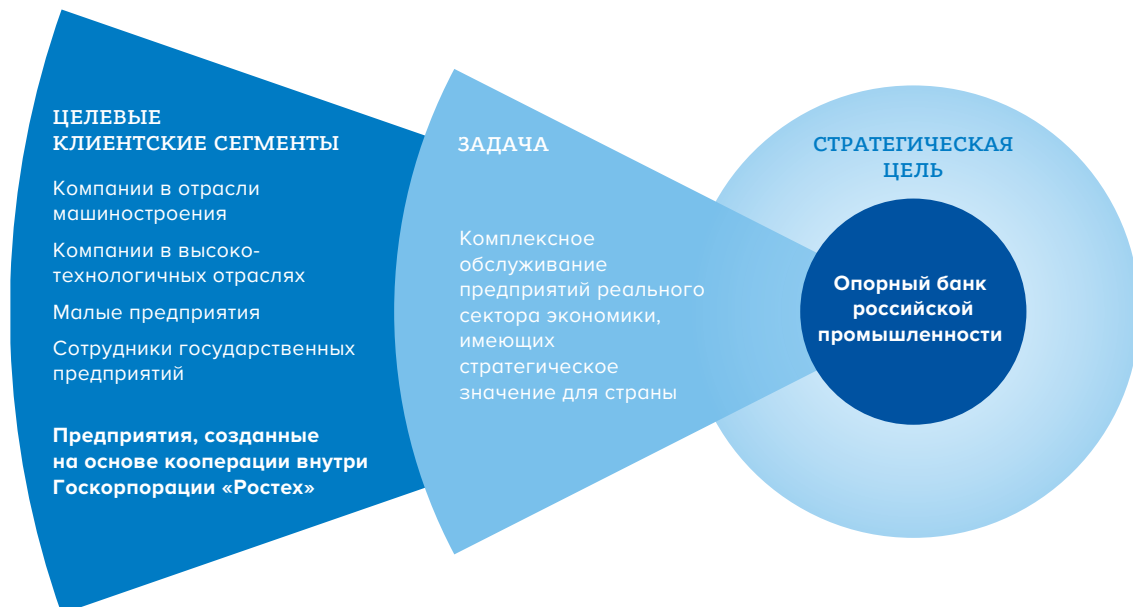 ЦЕЛЕВЫЕ
КЛИЕНТСКИЕ СЕГМЕНТЫ
Компании в отрасли
машиностроения
Компании в высоко-
технологичных отраслях
Малые предприятия
Сотрудники государственных
предприятий
Предприятия, созданные
на основе кооперации внутри
Госкорпорации «Ростех»
ЗАДАЧА
Комплексное
обслуживание
предприятий реального
сектора экономики,
имеющих
стратегическое
значение для страны
СТРАТЕГИЧЕСКАЯ
ЦЕЛЬ
Опорный банк
российской
промышленности